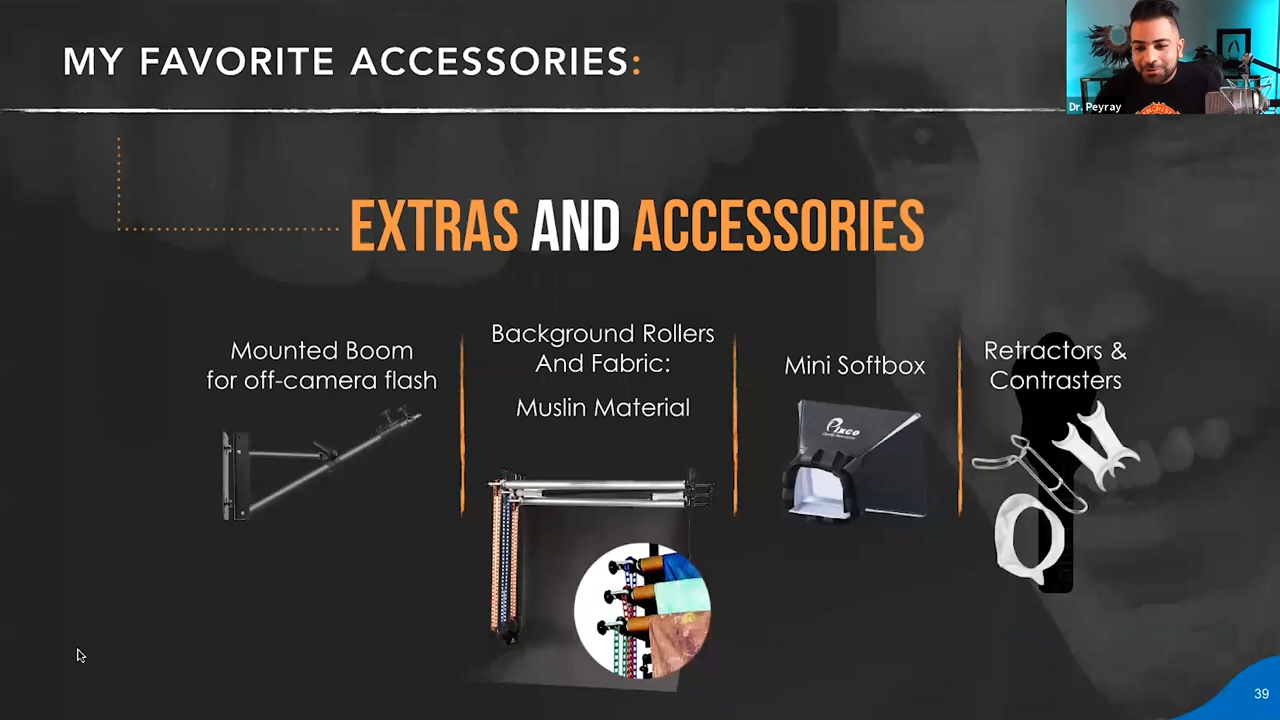 MY FAVORITE ACCESSORIES:
Dr. Peyray
EXTRAS AND ACCESSORIES
Mounted Boom
for off-camera flash
Background Rollers
And Fabric:
Muslin Material
Mini Softbox
Pixco
Retractors &
Contrasters
39